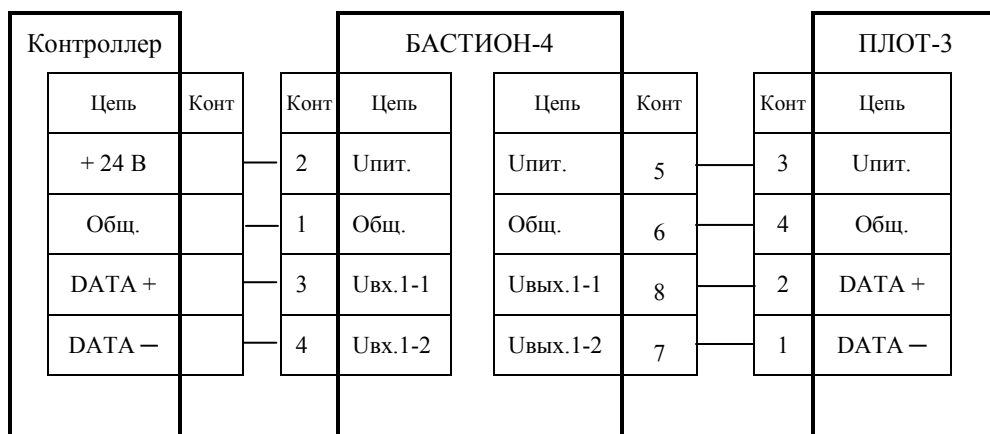 Контроллер БАСТИОН-4 ПЛОТ-3
Цепь Конт Конт Цепь Цепь Конт Конт Цепь
+ 24 В 2 Uпит. Uпит. 5 3 Uпит.
Общ. 1 Общ. Общ. 6 4 Общ.
DATA + 3 Uвх.1-1 Uвых.1-1 8 2 DATA +
DATA − 4 Uвх.1-2 Uвых.1-2 7 1 DATA −